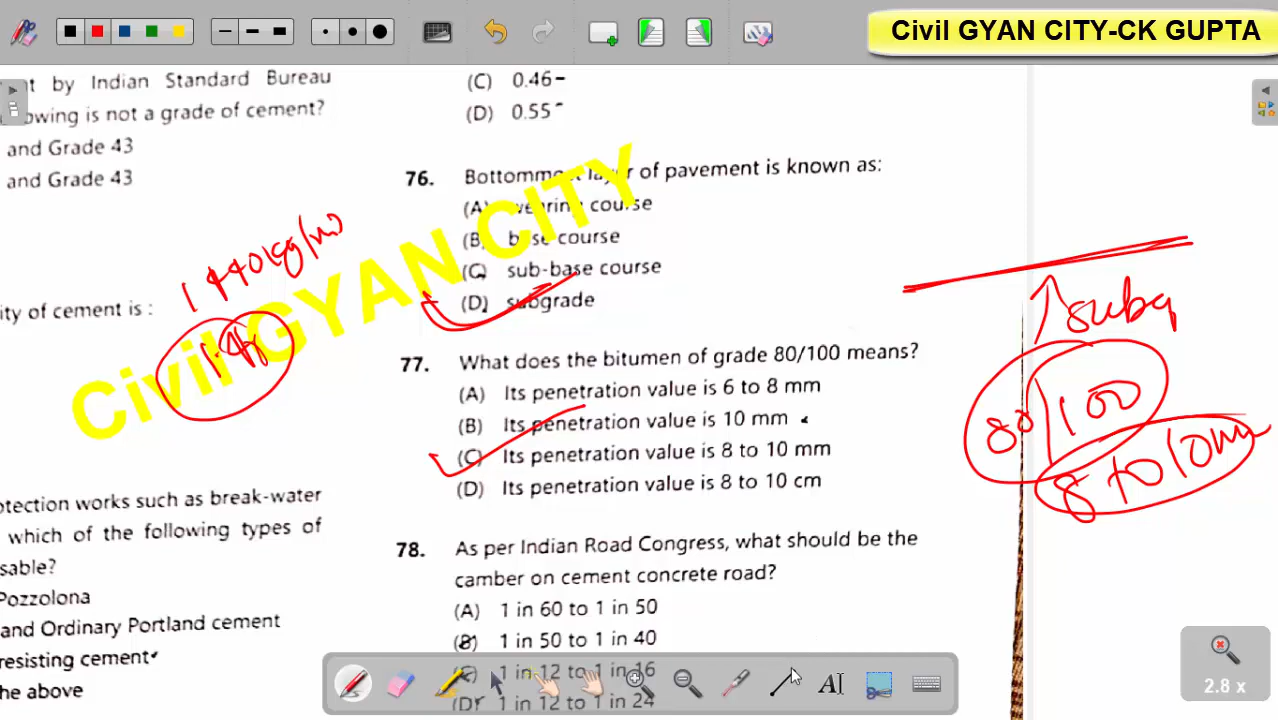 Civil GYAN CITY-CK GUPTA
by Indian Standard Bureau
owing is not a grade of cement?
and Grade 43
and Grade 43
1440 kg/m
ity of cement is :
otection works such as break-water
which of the following types of
sable?
Pozzolona
and Ordinary Portland cement
resisting cement
he above
(C) 0.46
(D) 0.55
76. Bottommost layer of pavement is known as:
(A) wearing course
(B) base course
(C) sub-base course
(D) subgrade
77. What does the bitumen of grade 80/100 means?
(A) Its penetration value is 6 to 8 mm
(B) Its penetration value is 10 mm
(C) Its penetration value is 8 to 10 mm
(D) Its penetration value is 8 to 10 cm
78. As per Indian Road Congress, what should be the
camber on cement concrete road?
(A) 1 in 60 to 1 in 50
(B) 1 in 50 to 1 in 40
(C) 1 in 12 to 1 in 16
(D) 1 in 12 to 1 in 24
Civil GYAN CITY
subg
80/100
8 to 10mm
AI
2.8 x